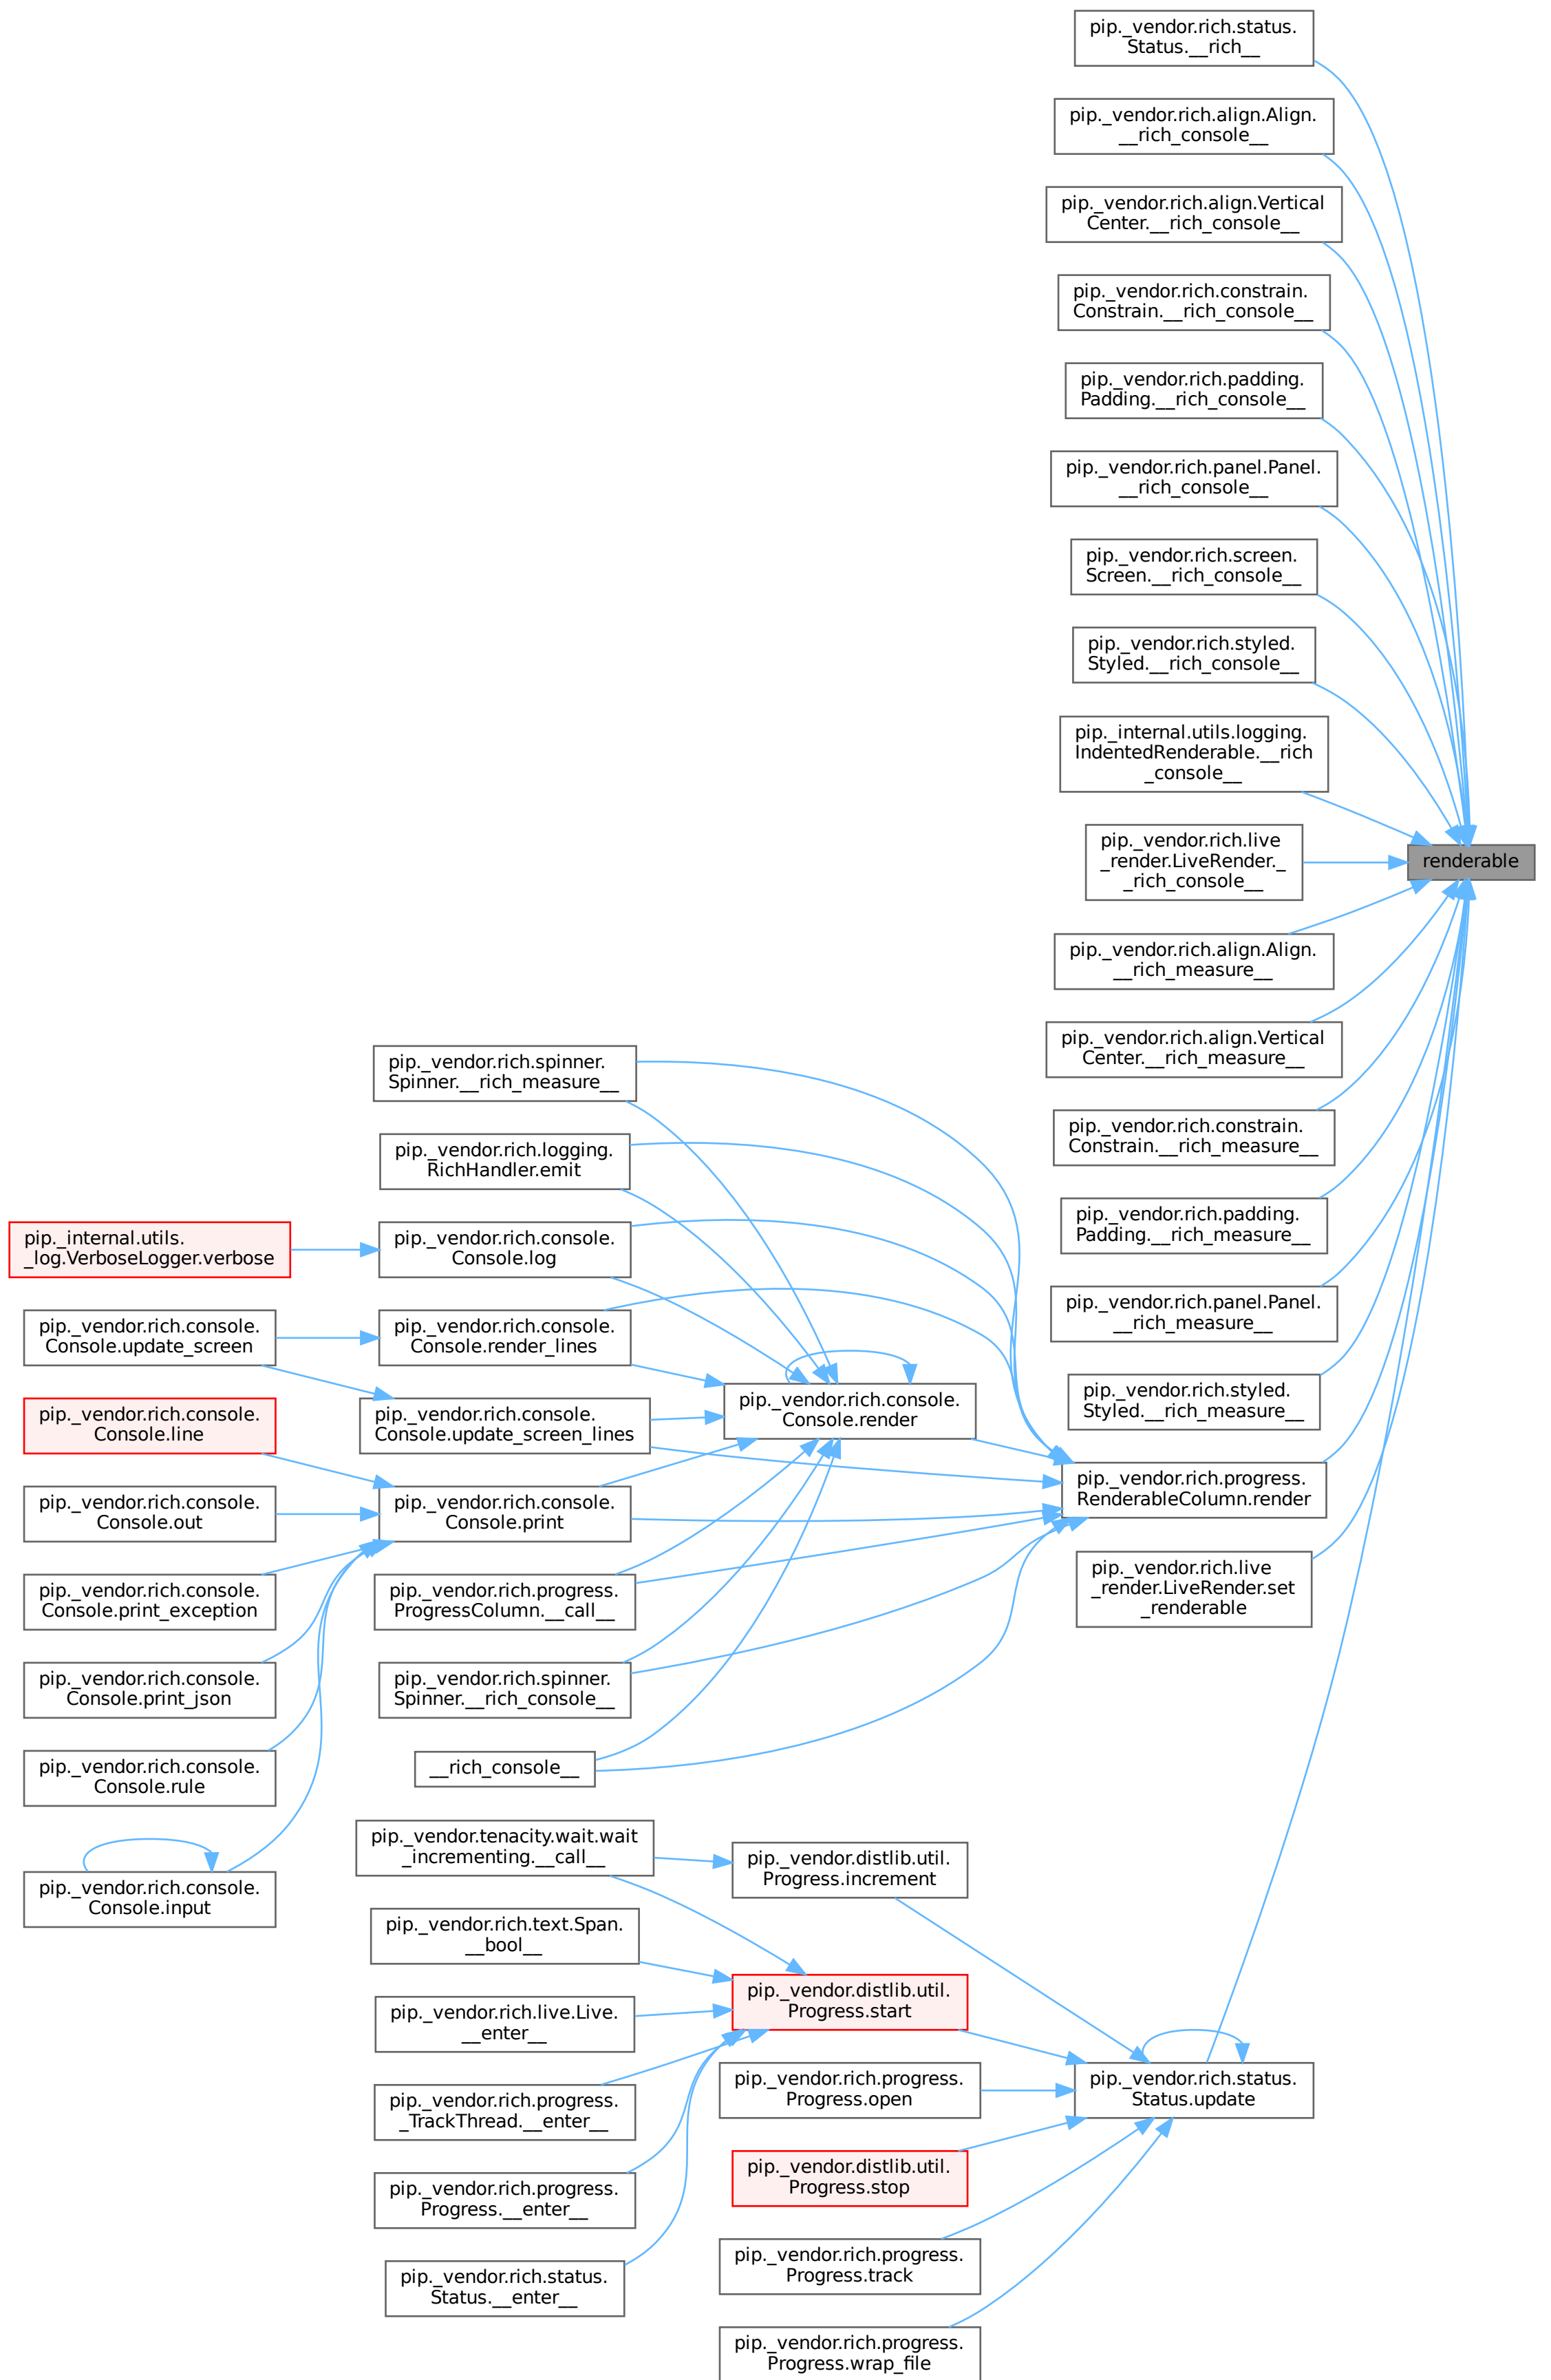 pip._vendor.rich.status.
Status.__rich__
pip._vendor.rich.align.Align.
__rich_console__
pip._vendor.rich.align.Vertical
Center.__rich_console__
pip._vendor.rich.constrain.
Constrain.__rich_console__
pip._vendor.rich.padding.
Padding.__rich_console__
pip._vendor.rich.panel.Panel.
__rich_console__
pip._vendor.rich.screen.
Screen.__rich_console__
pip._vendor.rich.styled.
Styled.__rich_console__
pip._internal.utils.logging.
IndentedRenderable.__rich
_console__
pip._vendor.rich.live
_render.LiveRender._
_rich_console__
renderable
pip._vendor.rich.align.Align.
__rich_measure__
pip._vendor.rich.align.Vertical
Center.__rich_measure__
pip._vendor.rich.constrain.
Constrain.__rich_measure__
pip._vendor.rich.padding.
Padding.__rich_measure__
pip._vendor.rich.panel.Panel.
__rich_measure__
pip._vendor.rich.styled.
Styled.__rich_measure__
pip._vendor.rich.progress.
RenderableColumn.render
pip._vendor.rich.live
_render.LiveRender.set
_renderable
pip._vendor.rich.status.
Status.update
pip._vendor.rich.console.
Console.render
pip._vendor.rich.spinner.
Spinner.__rich_measure__
pip._vendor.rich.logging.
RichHandler.emit
pip._vendor.rich.console.
Console.log
pip._vendor.rich.console.
Console.render_lines
pip._vendor.rich.console.
Console.update_screen_lines
pip._vendor.rich.console.
Console.print
pip._vendor.rich.progress.
ProgressColumn.__call__
pip._vendor.rich.spinner.
Spinner.__rich_console__
__rich_console__
pip._internal.utils.
_log.VerboseLogger.verbose
pip._vendor.rich.console.
Console.update_screen
pip._vendor.rich.console.
Console.line
pip._vendor.rich.console.
Console.out
pip._vendor.rich.console.
Console.print_exception
pip._vendor.rich.console.
Console.print_json
pip._vendor.rich.console.
Console.rule
pip._vendor.rich.console.
Console.input
pip._vendor.distlib.util.
Progress.increment
pip._vendor.distlib.util.
Progress.start
pip._vendor.rich.progress.
Progress.open
pip._vendor.distlib.util.
Progress.stop
pip._vendor.rich.progress.
Progress.track
pip._vendor.rich.progress.
Progress.wrap_file
pip._vendor.tenacity.wait.wait
_incrementing.__call__
pip._vendor.rich.text.Span.
__bool__
pip._vendor.rich.live.Live.
__enter__
pip._vendor.rich.progress.
_TrackThread.__enter__
pip._vendor.rich.progress.
Progress.__enter__
pip._vendor.rich.status.
Status.__enter__